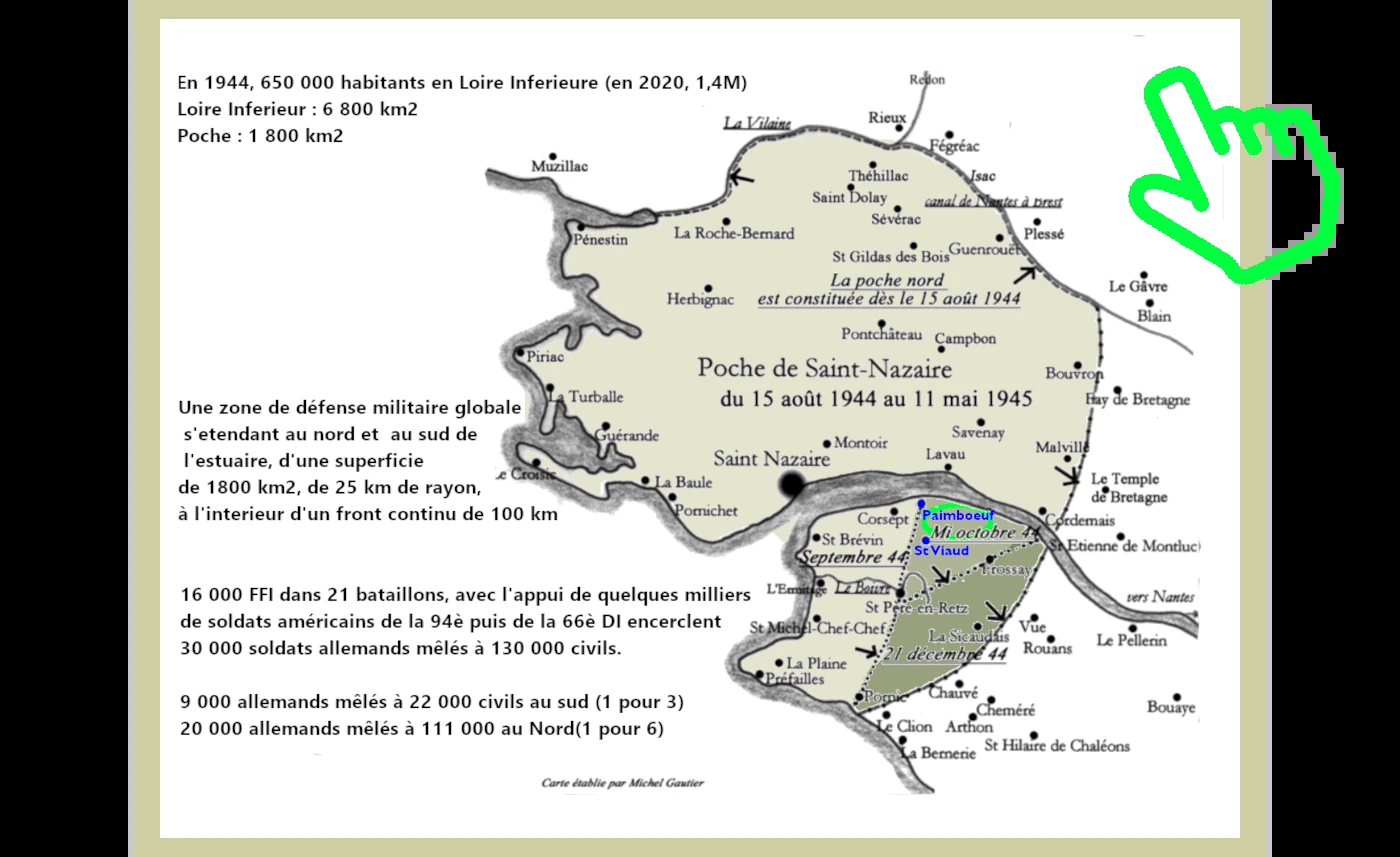 En 1944, 650 000 habitants en Loire Inferieure (en 2020, 1,4M)
Loire Inferieur : 6 800 km2
Poche : 1 800 km2
Redon
La Vilaine
Rieux
Fégréac
Muzillac
Théhillac
Isac
Saint Dolay
canal de Nantes à Brest
Sévérac
Plessé
Pénestin
La Roche-Bernard
St Gildas des Bois
Guenrouët
La poche nord
est constituée dès le 15 août 1944
Le Gâvre
Herbignac
Blain
Pontchâteau
Campbon
Piriac
Poche de Saint-Nazaire
du 15 août 1944 au 11 mai 1945
Bouvron
Fay de Bretagne
La Turballe
Une zone de défense militaire globale
s'etendant au nord et au sud de
l'estuaire, d'une superficie
de 1800 km2, de 25 km de rayon,
à l'interieur d'un front continu de 100 km
Guérande
Savenay
Montoir
Malville
Saint Nazaire
Lavau
Le Croisic
La Baule
Le Temple
de Bretagne
Pornichet
Corsept
Paimboeuf
Cordemais
Mi octobre 44
St Brévin
St Viaud
St Etienne de Montluc
Septembre 44
Frossay
L'Ermitage
Le Boivre
vers Nantes
16 000 FFI dans 21 bataillons, avec l'appui de quelques milliers
de soldats américains de la 94è puis de la 66è DI encerclent
30 000 soldats allemands mêlés à 130 000 civils.
St Père en-Retz
St Michel-Chef-Chef
La Sicaudais
Vue
Rouans
Le Pellerin
21 décembre 44
La Plaine
Préfailles
9 000 allemands mêlés à 22 000 civils au sud (1 pour 3)
20 000 allemands mêlés à 111 000 au Nord(1 pour 6)
Pornic
Chauvé
Cheméré
Bouaye
Le Clion
Arthon
La Bernerie
St Hilaire de Chaléons
Carte établie par Michel Gautier